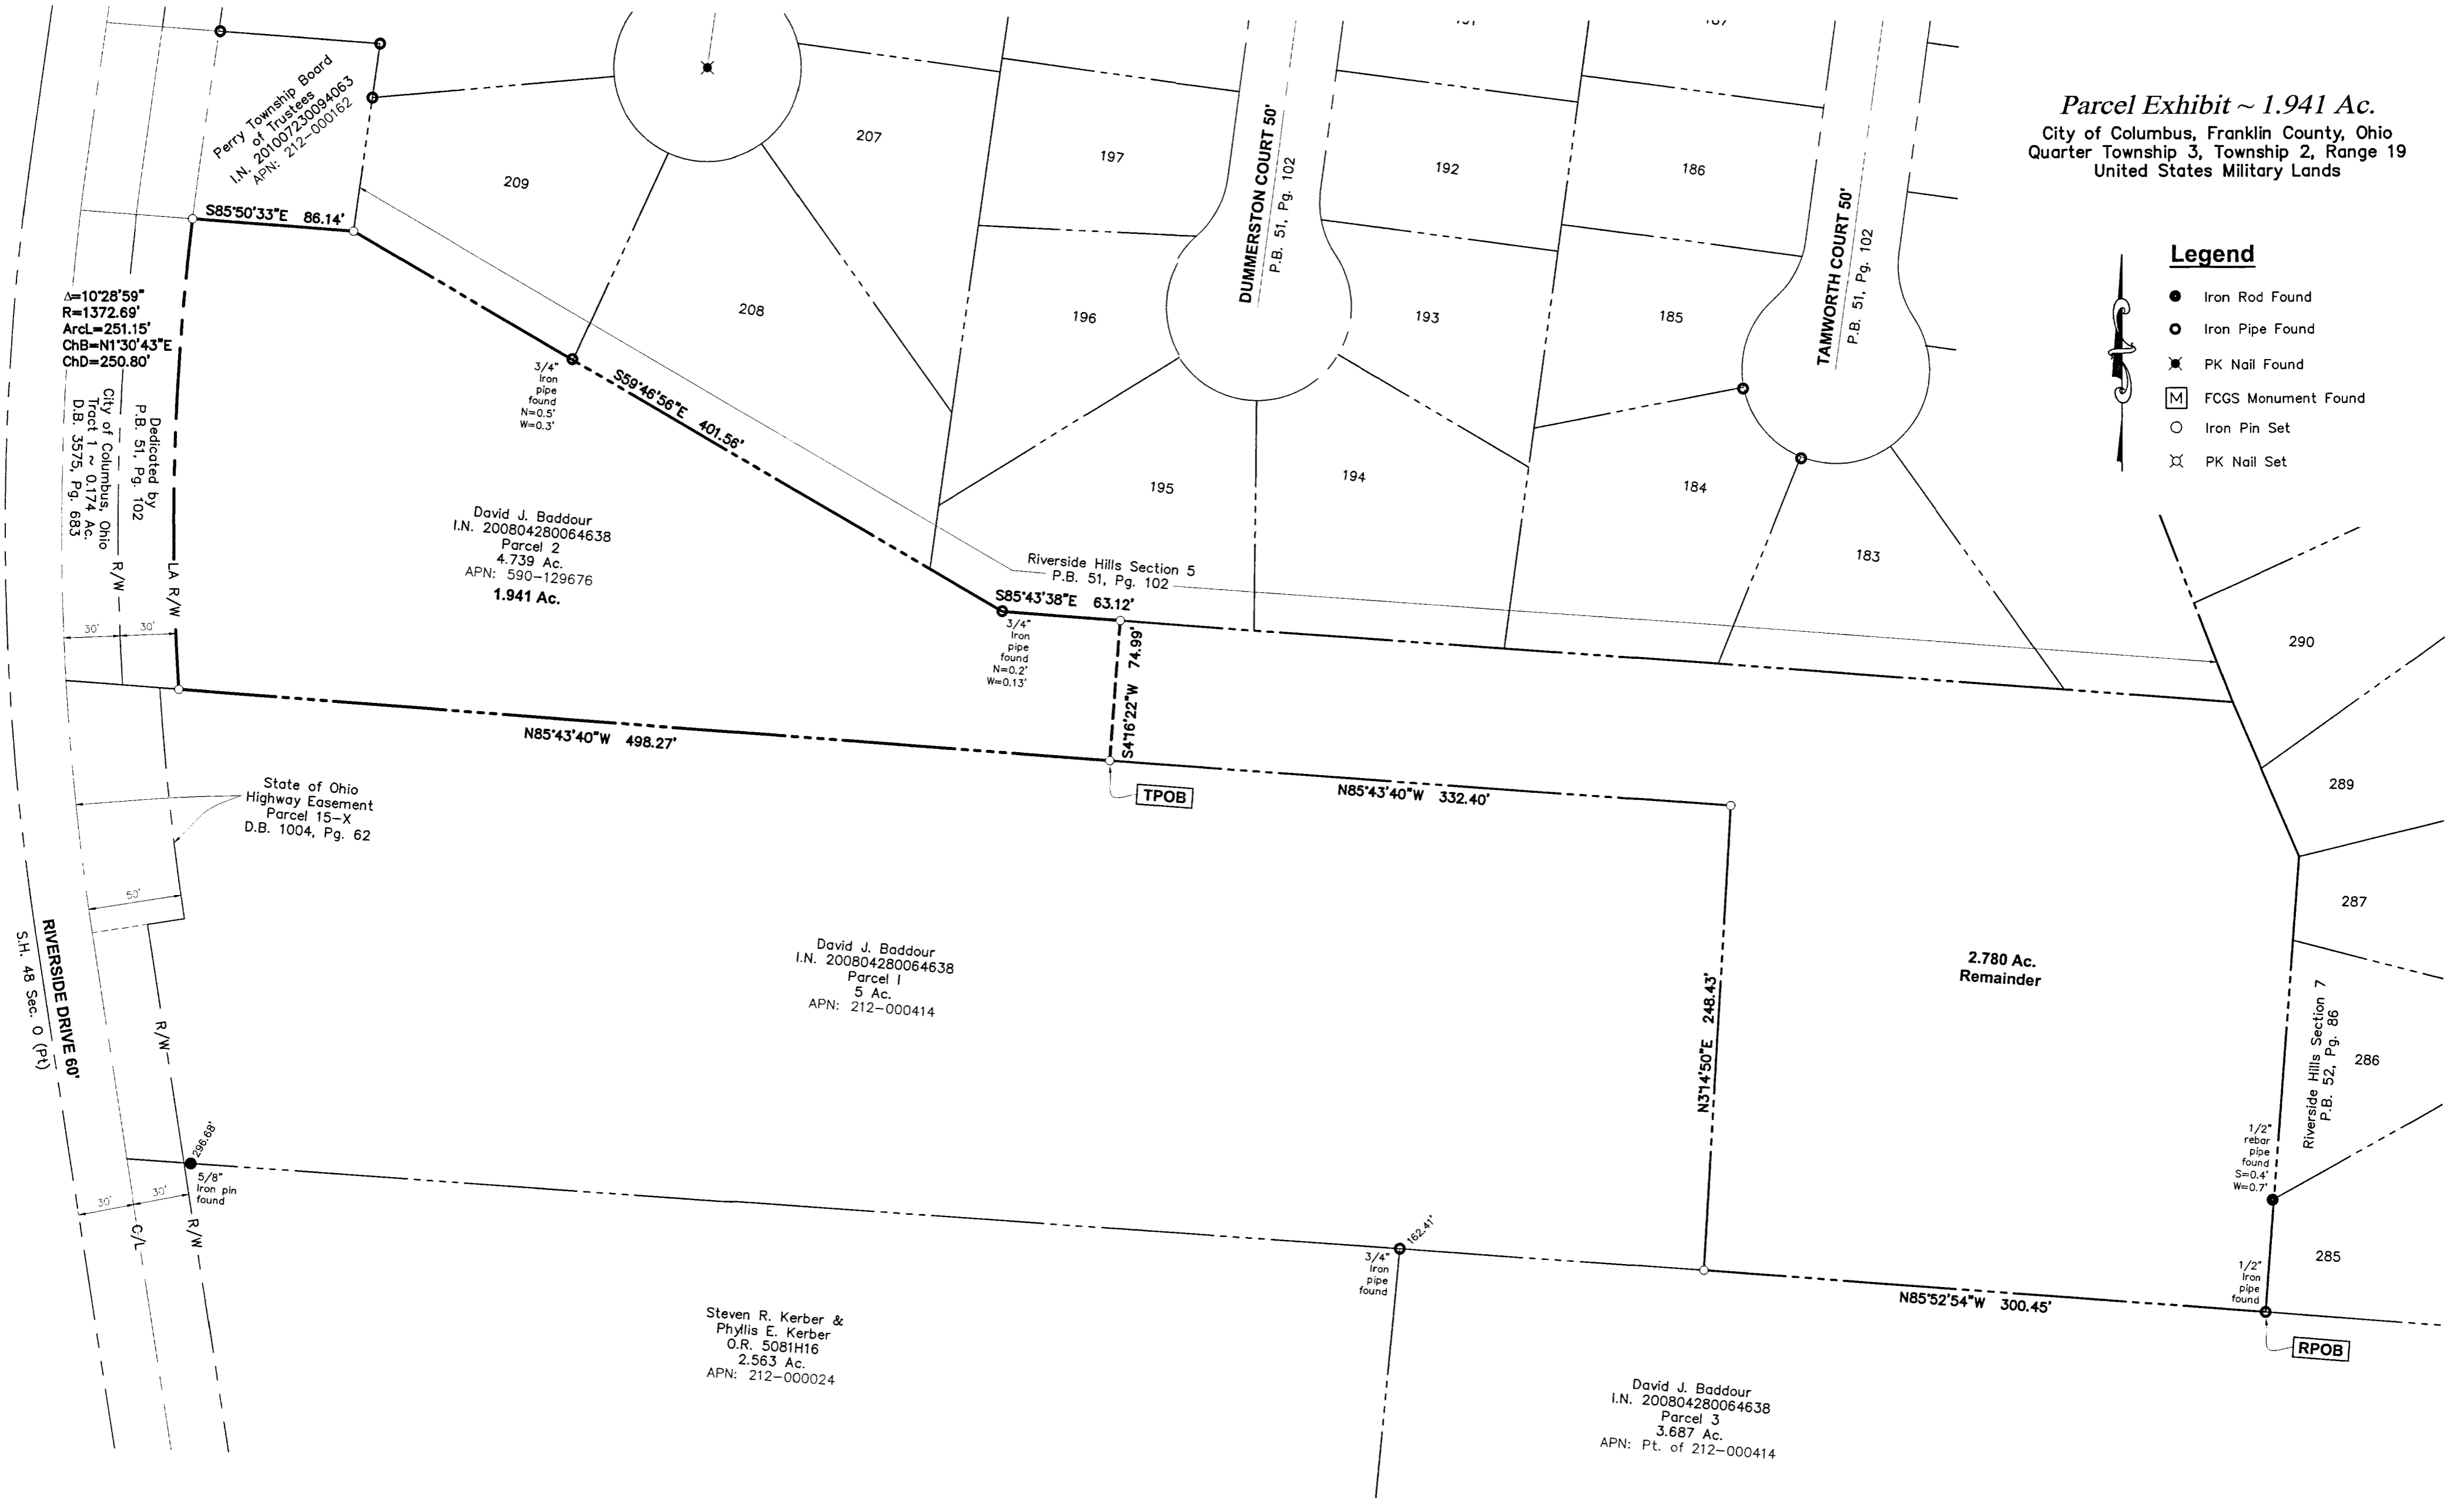 Parcel Exhibit ~ 1.941 Ac.
City of Columbus, Franklin County, Ohio
Quarter Township 3, Township 2, Range 19
United States Military Lands
Legend
Iron Rod Found
Iron Pipe Found
PK Nail Found
M FCGS Monument Found
Iron Pin Set
PK Nail Set
Perry Township Board
of Trustees
I.N. 201007230094063
APN: 212-000162
S85°50'33"E 86.14'
Δ=10°28'59"
R=1372.69'
ArcL=251.15'
ChB=N1°30'43"E
ChD=250.80'
Dedicated by
P.B. 51, Pg. 102
City of Columbus, Ohio
Tract 1 ~ 0.174 Ac.
D.B. 3575, Pg. 683
R/W
LA R/W
30'
30'
209
207
208
197
196
195
194
193
192
186
185
184
183
DUMMERSTON COURT 50'
P.B. 51, Pg. 102
TAMWORTH COURT 50'
P.B. 51, Pg. 102
3/4"
Iron
pipe
found
N=0.5'
W=0.3'
S59°46'56"E 401.56'
David J. Baddour
I.N. 200804280064638
Parcel 2
4.739 Ac.
APN: 590-129676
1.941 Ac.
Riverside Hills Section 5
P.B. 51, Pg. 102
S85°43'38"E 63.12'
3/4"
Iron
pipe
found
N=0.2'
W=0.13'
S4°16'22"W 74.99'
N85°43'40"W 498.27'
TPOB
N85°43'40"W 332.40'
290
289
287
286
285
State of Ohio
Highway Easement
Parcel 15-X
D.B. 1004, Pg. 62
50'
RIVERSIDE DRIVE 60'
S.H. 48 Sec. O (Pt)
R/W
David J. Baddour
I.N. 200804280064638
Parcel 1
5 Ac.
APN: 212-000414
N3°14'50"E 248.43'
2.780 Ac.
Remainder
Riverside Hills Section 7
P.B. 52, Pg. 86
1/2"
rebar
pipe
found
S=0.4'
W=0.7'
1/2"
Iron
pipe
found
296.68'
5/8"
Iron pin
found
30'
30'
C/L
R/W
162.41'
3/4"
Iron
pipe
found
N85°52'54"W 300.45'
RPOB
Steven R. Kerber &
Phyllis E. Kerber
O.R. 5081H16
2.563 Ac.
APN: 212-000024
David J. Baddour
I.N. 200804280064638
Parcel 3
3.687 Ac.
APN: Pt. of 212-000414